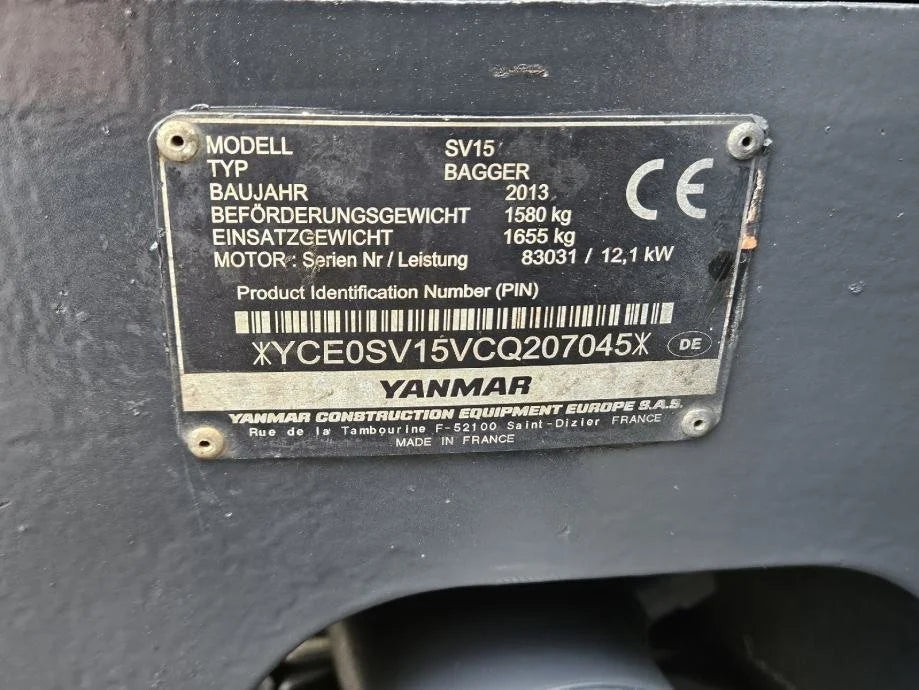 MODELL SV15
TYP BAGGER
BAUJAHR 2013
BEFÖRDERUNGSGEWICHT 1580 kg
EINSATZGEWICHT 1655 kg
MOTOR : Serien Nr / Leistung 83031 / 12,1 kW
CE
Product Identification Number (PIN)
*YCE0SV15VCQ207045*
DE
YANMAR
YANMAR CONSTRUCTION EQUIPMENT EUROPE S.A.S.
Rue de la Tambourine F-52100 Saint-Dizier FRANCE
MADE IN FRANCE